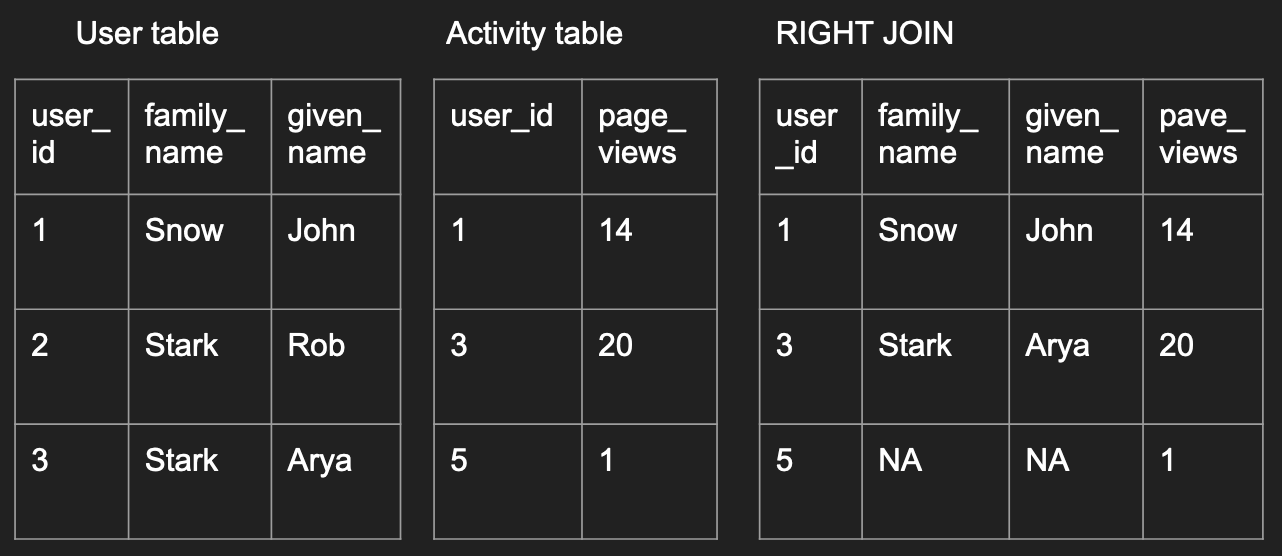 User table
user_
id
family_
name
given_
name
1
Snow
John
2
Stark
Rob
3
Stark
Arya
Activity table
user_id
page_
views
1
14
3
20
5
1
RIGHT JOIN
user
_id
family_
name
given_
name
pave_
views
1
Snow
John
14
3
Stark
Arya
20
5
NA
NA
1